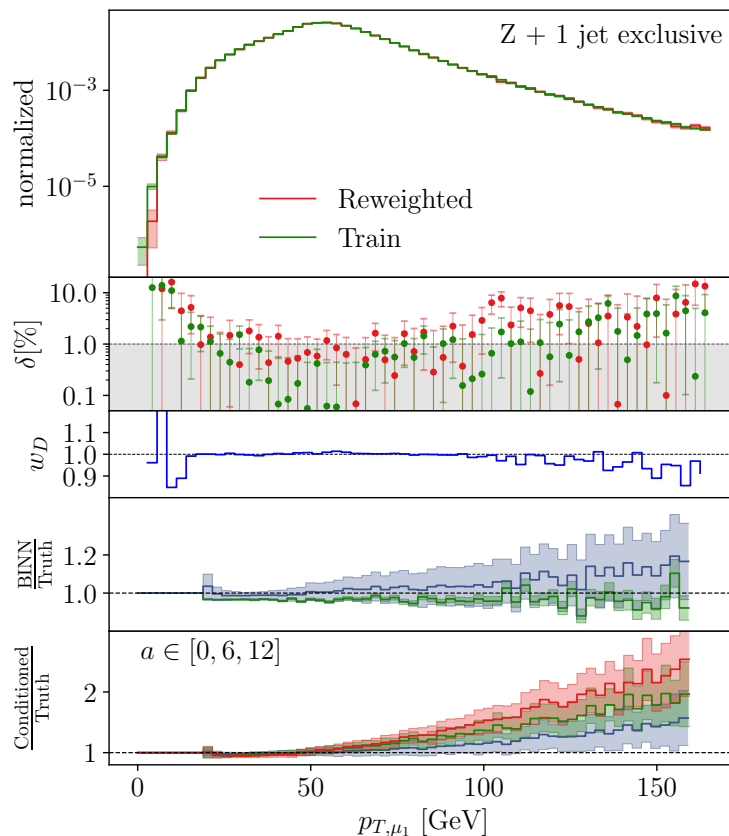 Z + 1 jet exclusive
normalized
10⁻³
10⁻⁵
Reweighted
Train
δ[%]
10.0
1.0
0.1
w_D
1.1
1.0
0.9
BINN
Truth
1.2
1.0
a ∈ [0, 6, 12]
Conditioned
Truth
2
1
0 50 100 150
p_{T,μ₁} [GeV]